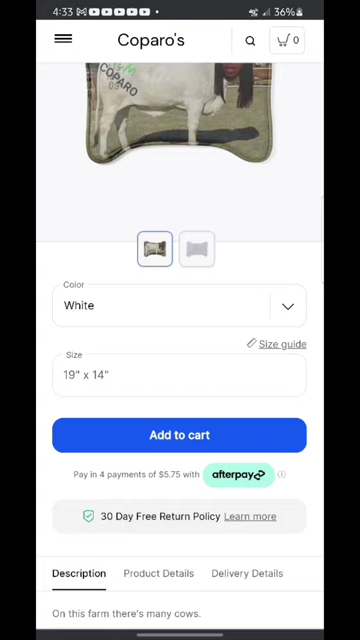 4:33
36%
Coparo's
0
COPARO
Color
White
Size guide
Size
19" x 14"
Add to cart
Pay in 4 payments of $5.75 with afterpay
30 Day Free Return Policy Learn more
Description Product Details Delivery Details
On this farm there's many cows.